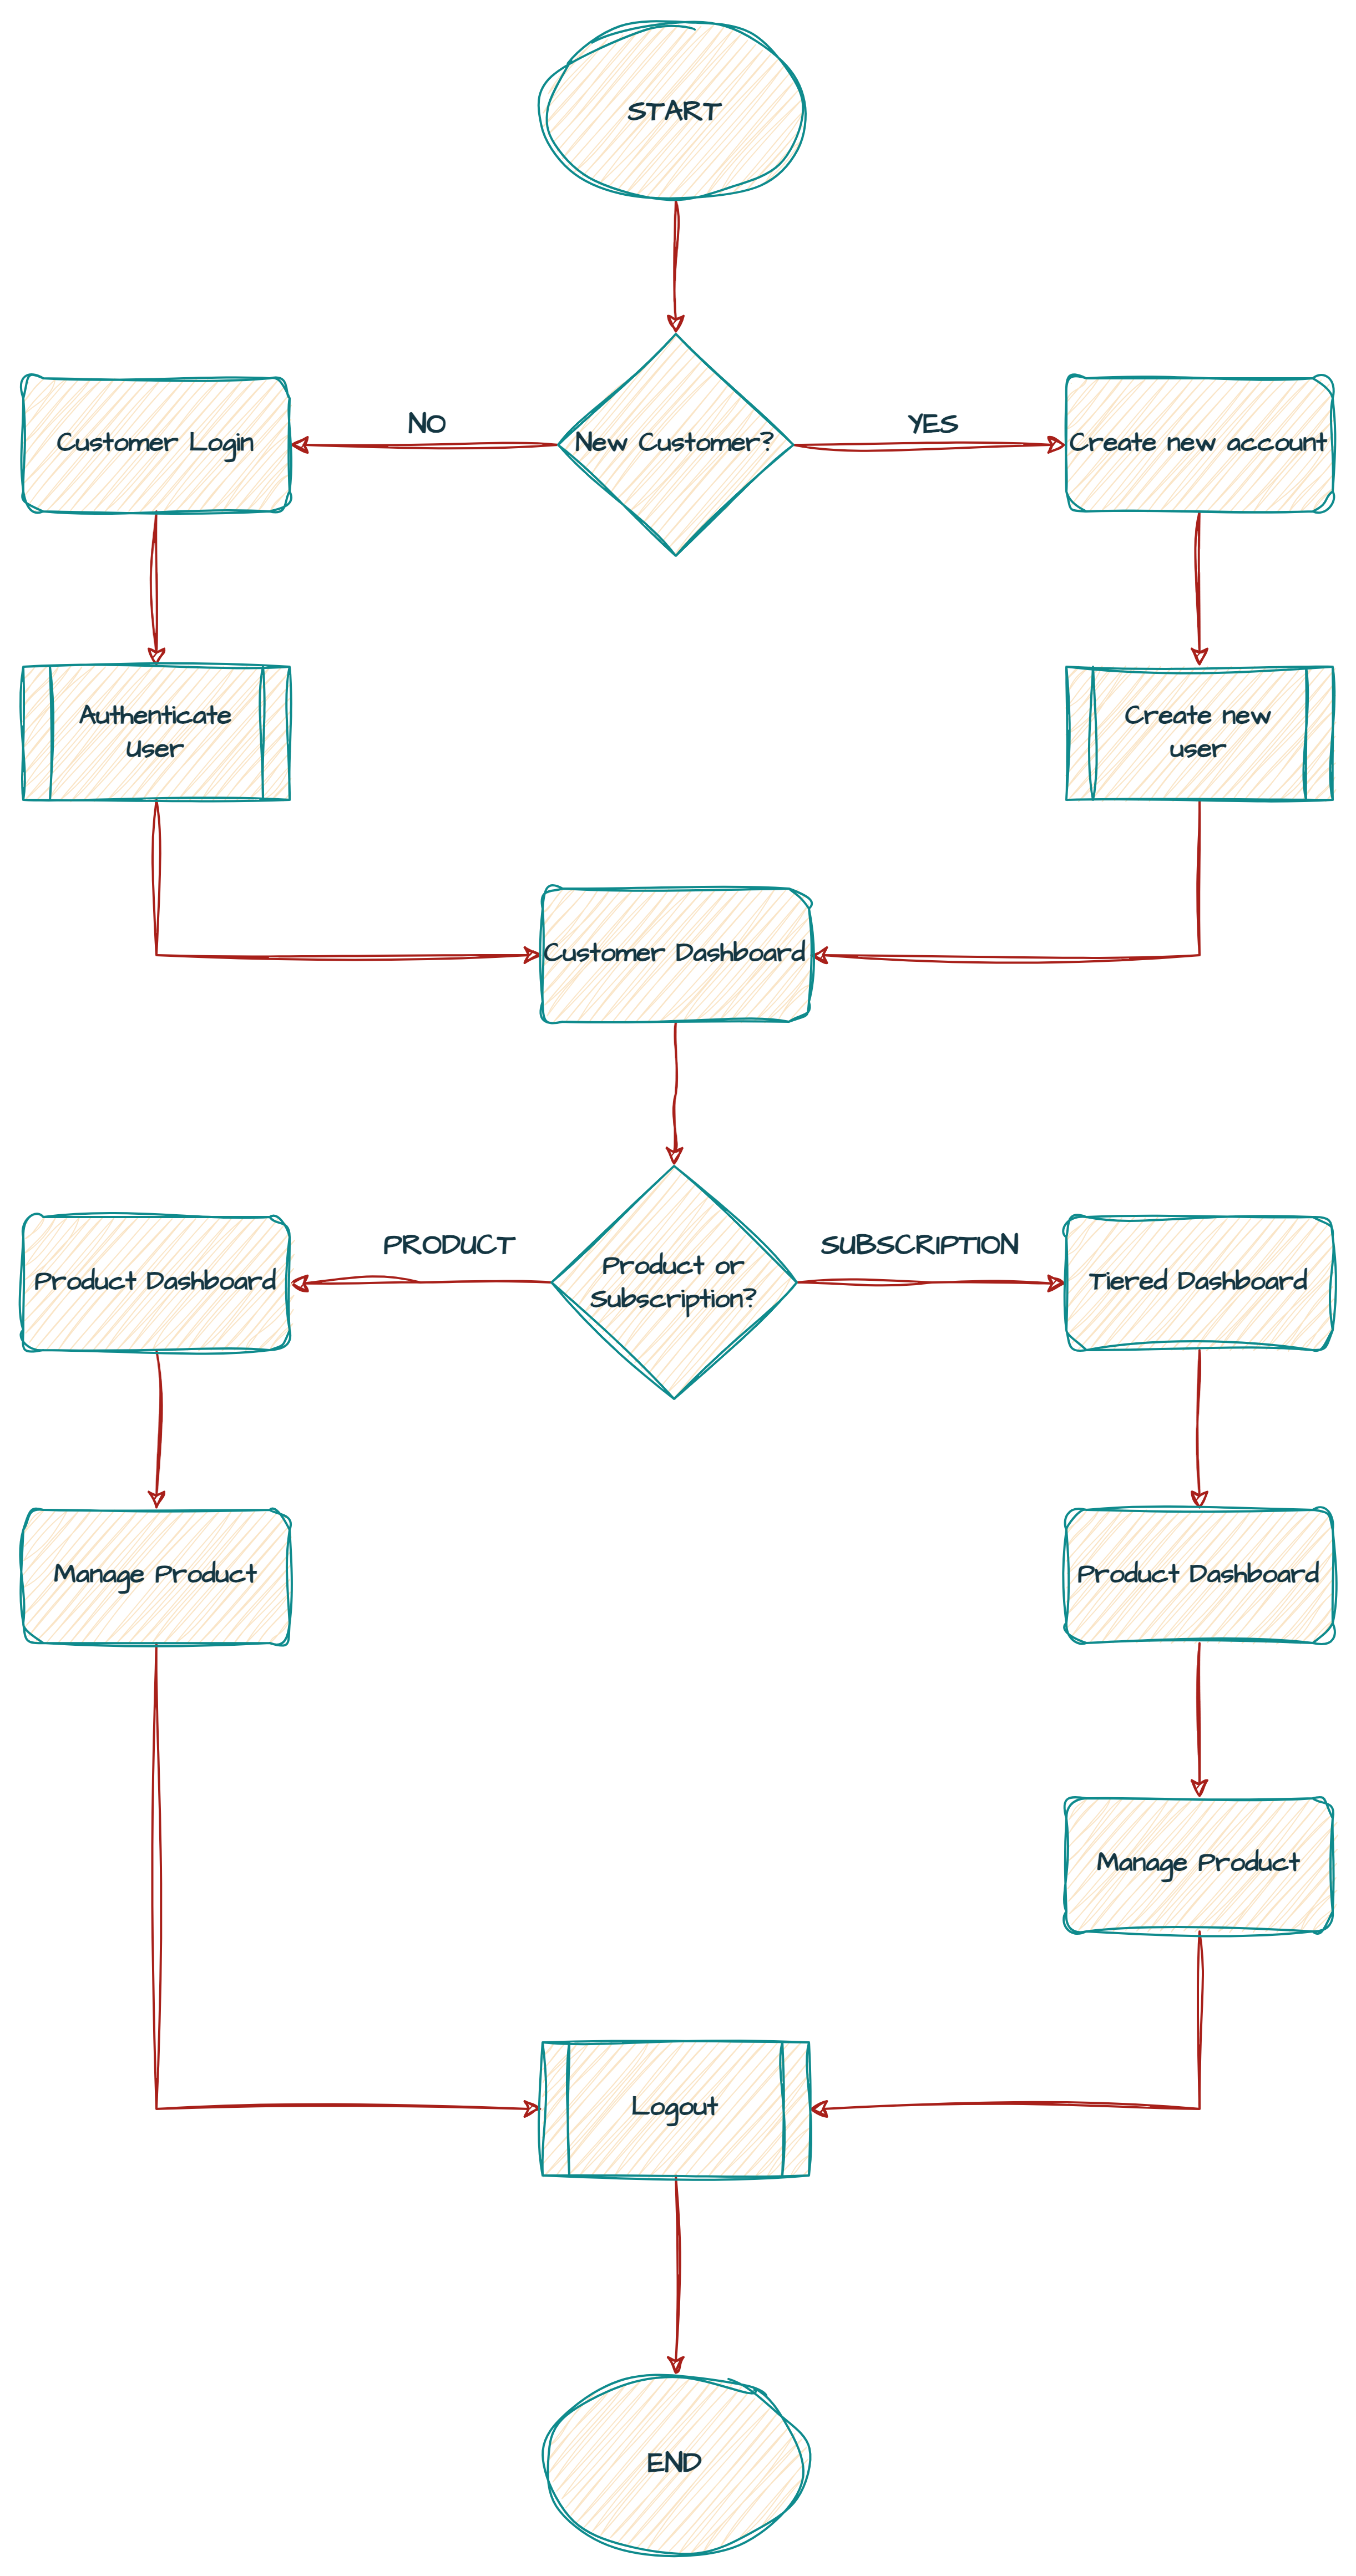 START
New Customer?
NO
YES
Customer Login
Create new account
Authenticate
User
Create new
user
Customer Dashboard
Product or
Subscription?
PRODUCT
SUBSCRIPTION
Product Dashboard
Tiered Dashboard
Manage Product
Product Dashboard
Manage Product
Logout
END